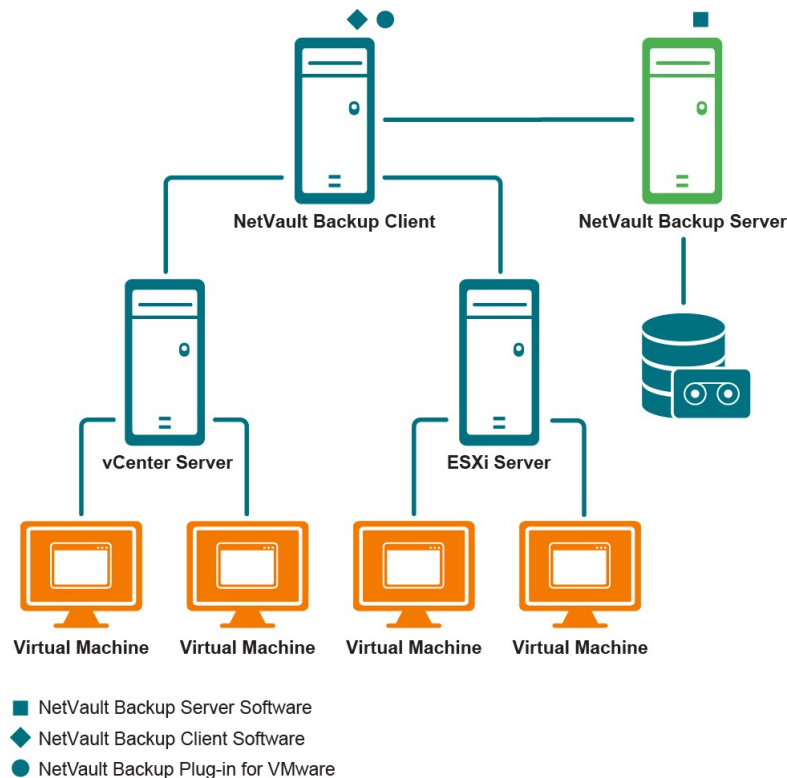 NetVault Backup Client
NetVault Backup Server
vCenter Server
ESXi Server
Virtual Machine
Virtual Machine
Virtual Machine
Virtual Machine
NetVault Backup Server Software
NetVault Backup Client Software
NetVault Backup Plug-in for VMware